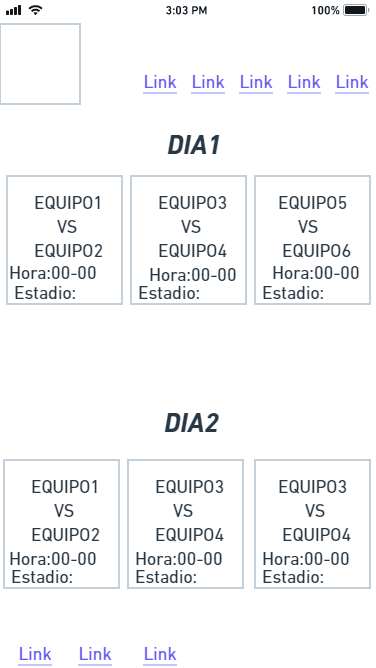 3:03 PM 100%
Link Link Link Link Link
DIA1
EQUIPO1
VS
EQUIPO2
Hora:00-00
Estadio:
EQUIPO3
VS
EQUIPO4
Hora:00-00
Estadio:
EQUIPO5
VS
EQUIPO6
Hora:00-00
Estadio:
DIA2
EQUIPO1
VS
EQUIPO2
Hora:00-00
Estadio:
EQUIPO3
VS
EQUIPO4
Hora:00-00
Estadio:
EQUIPO3
VS
EQUIPO4
Hora:00-00
Estadio:
Link Link Link